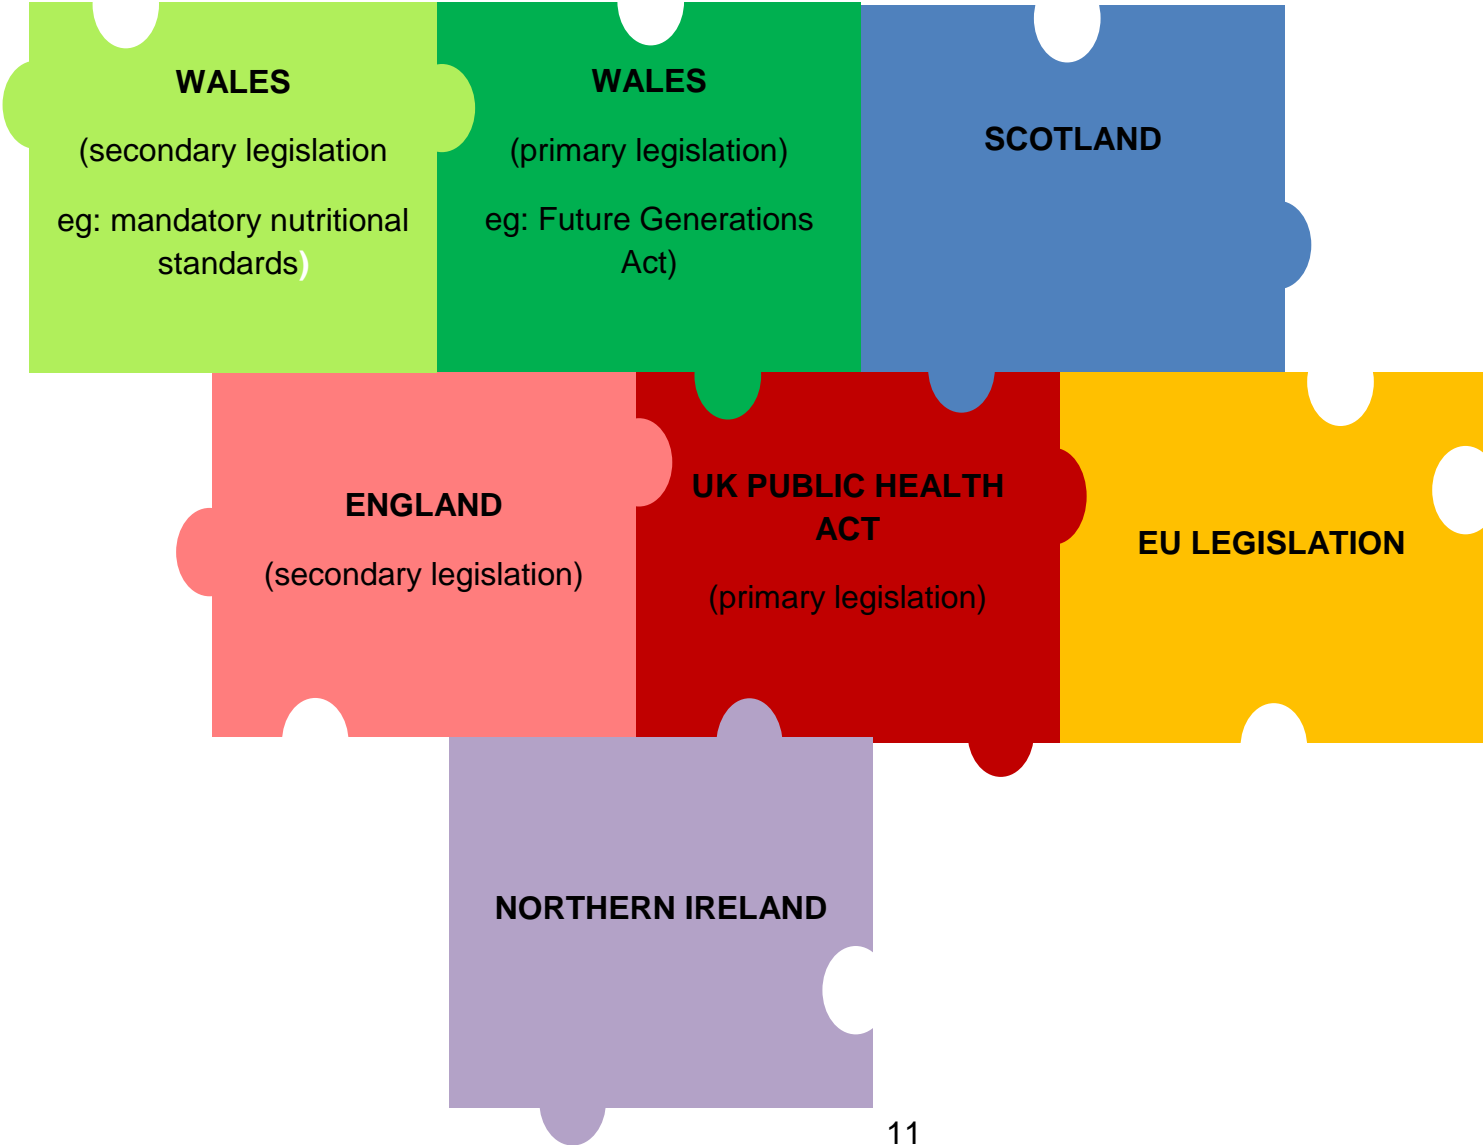 WALES
(secondary legislation
eg: mandatory nutritional
standards)
WALES
(primary legislation)
eg: Future Generations
Act)
SCOTLAND
ENGLAND
(secondary legislation)
UK PUBLIC HEALTH
ACT
(primary legislation)
EU LEGISLATION
NORTHERN IRELAND
11